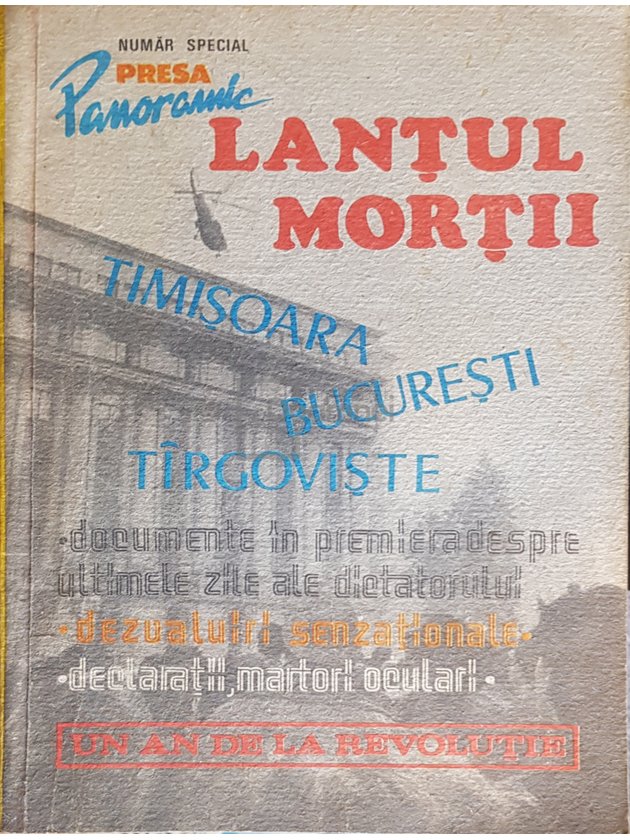 NUMĂR SPECIAL
PRESA
Panoramic
LANȚUL
MORȚII
TIMIȘOARA
BUCUREȘTI
TÎRGOVIȘTE
•documente în premieradespre
ultimele zile ale dictatorului
•dezvaluiri senzaționale•
•declarații,martori oculari•
UN AN DE LA REVOLUȚIE